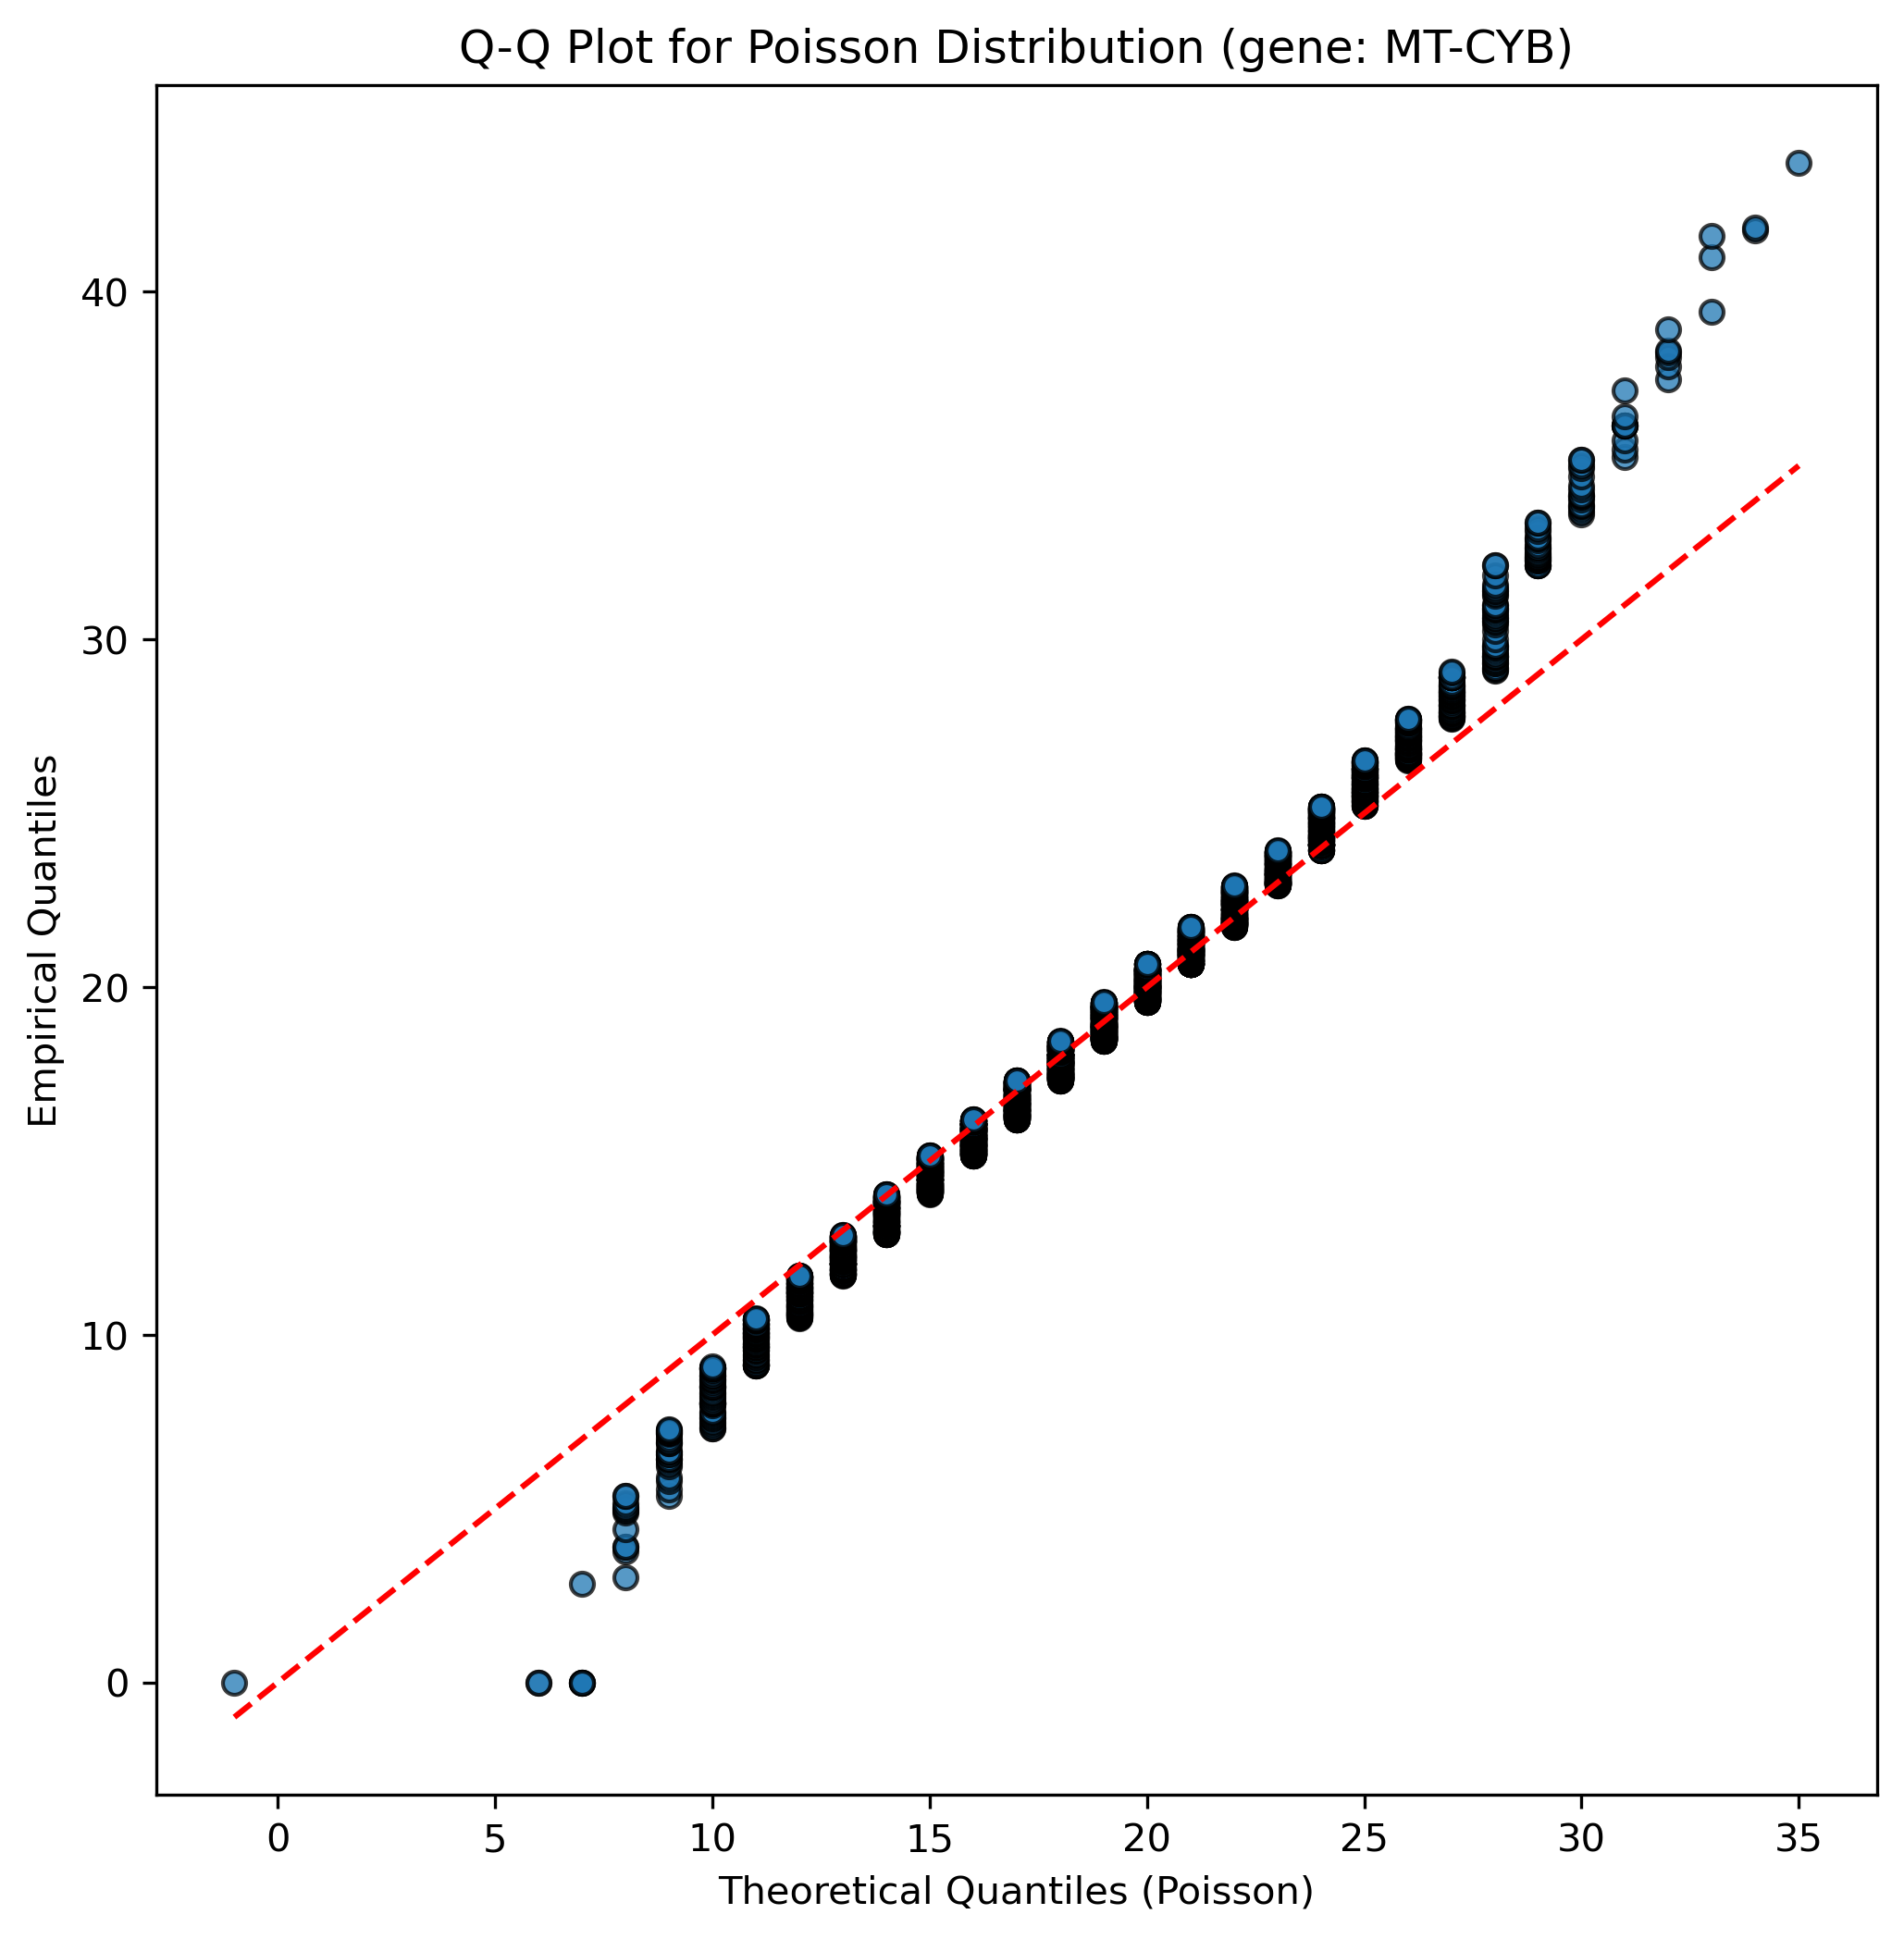 Q-Q Plot for Poisson Distribution (gene: MT-CYB)
Empirical Quantiles
40
30
20
10
0
0 5 10 15 20 25 30 35
Theoretical Quantiles (Poisson)